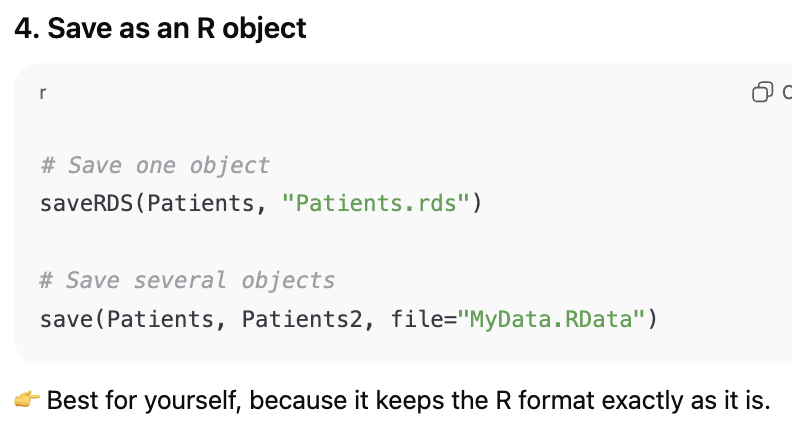 4. Save as an R object
r
# Save one object
saveRDS(Patients, "Patients.rds")
# Save several objects
save(Patients, Patients2, file="MyData.RData")
👉 Best for yourself, because it keeps the R format exactly as it is.